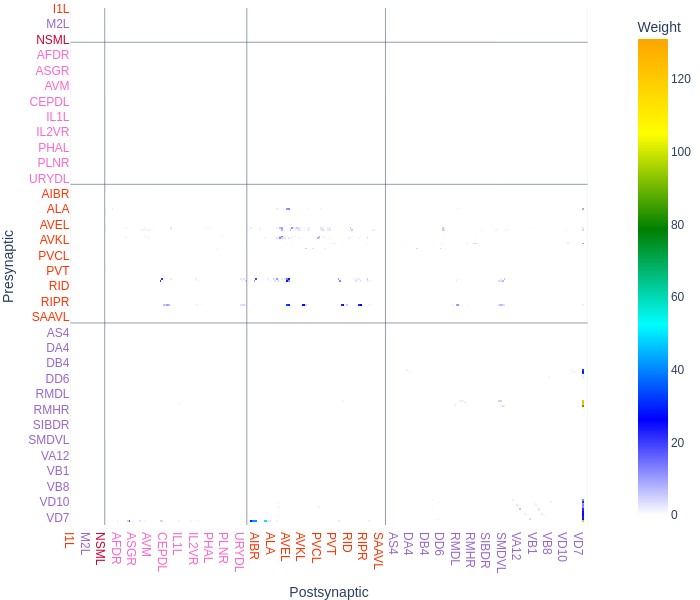 I1L
M2L
NSML
AFDR
ASGR
AVM
CEPDL
IL1L
IL2VR
PHAL
PLNR
URYDL
AIBR
ALA
AVEL
AVKL
PVCL
PVT
RID
RIPR
SAAVL
AS4
DA4
DB4
DD6
RMDL
RMHR
SIBDR
SMDVL
VA12
VB1
VB8
VD10
VD7
Presynaptic
I1L
M2L
NSML
AFDR
ASGR
AVM
CEPDL
IL1L
IL2VR
PHAL
PLNR
URYDL
AIBR
ALA
AVEL
AVKL
PVCL
PVT
RID
RIPR
SAAVL
AS4
DA4
DB4
DD6
RMDL
RMHR
SIBDR
SMDVL
VA12
VB1
VB8
VD10
VD7
Postsynaptic
Weight
120
100
80
60
40
20
0